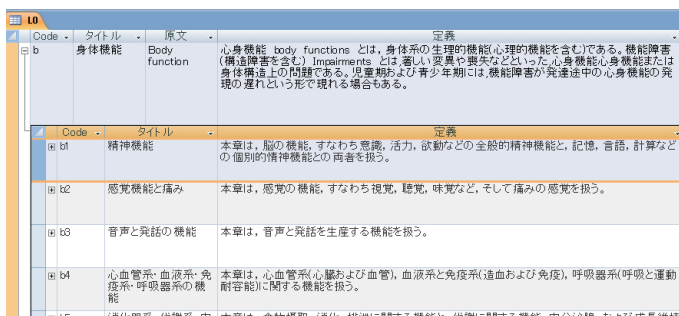 L0
Code タイトル 原文 定義
b 身体機能 Body function 心身機能 body functions とは，身体系の生理的機能(心理的機能を含む)である。機能障害
(構造障害を含む) Impairments とは,著しい変異や喪失などといった,心身機能心身機能または
身体構造上の問題である。児童期および青少年期には,機能障害が発達途中の心身機能の発
現の遅れという形で現れる場合もある。
Code タイトル 定義
b1 精神機能 本章は，脳の機能，すなわち意識，活力，欲動などの全般的精神機能と，記憶，言語，計算など
の個別的情神機能との両者を扱う。
b2 感覚機能と痛み 本章は，感覚の機能，すなわち視覚，聴覚，味覚など，そして痛みの感覚を扱う。
b3 音声と発話の機能 本章は，音声と発話を生産する機能を扱う。
b4 心血管系・血液系・免 本章は，心血管系(心臓および血管)，血液系と免疫系(造血および免疫)，呼吸器系(呼吸と運動
疫系・呼吸器系の機 耐容能)に関する機能を扱う。
能